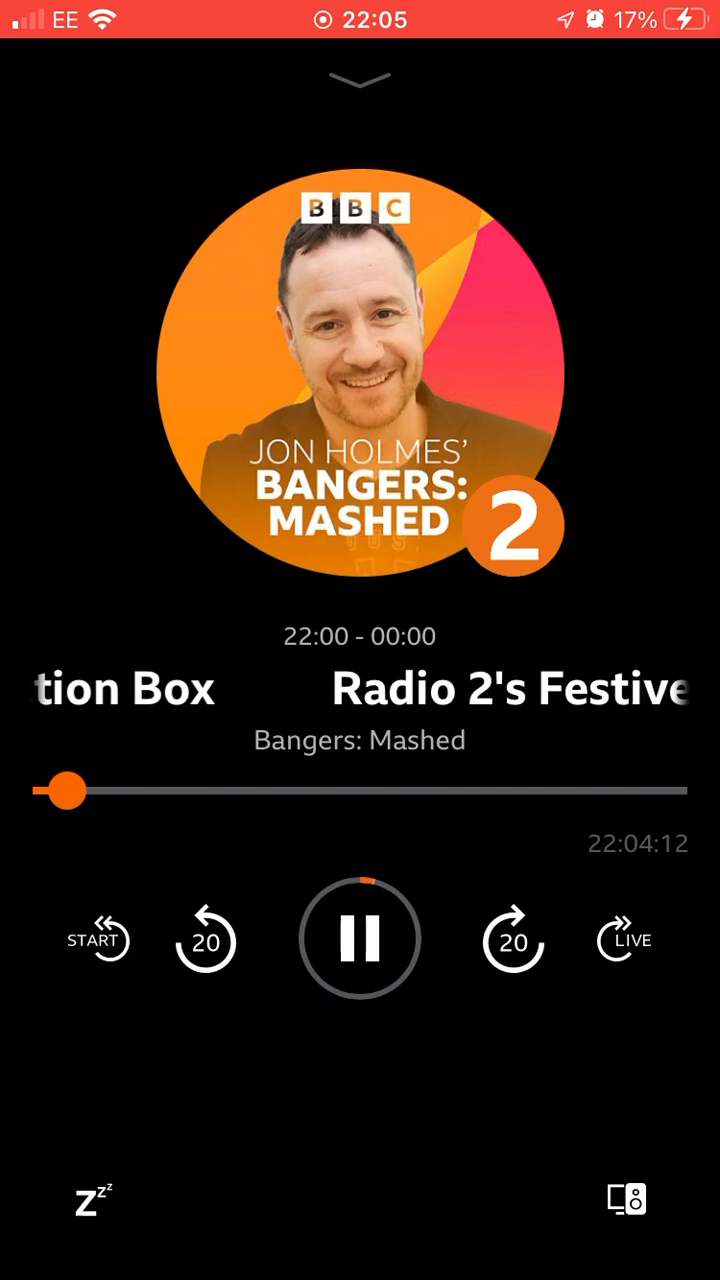 EE 22:05 17%
BBC
JON HOLMES'
BANGERS:
MASHED
2
22:00 - 00:00
tion Box Radio 2's Festive
Bangers: Mashed
22:04:12
START 20 20 LIVE
zzz